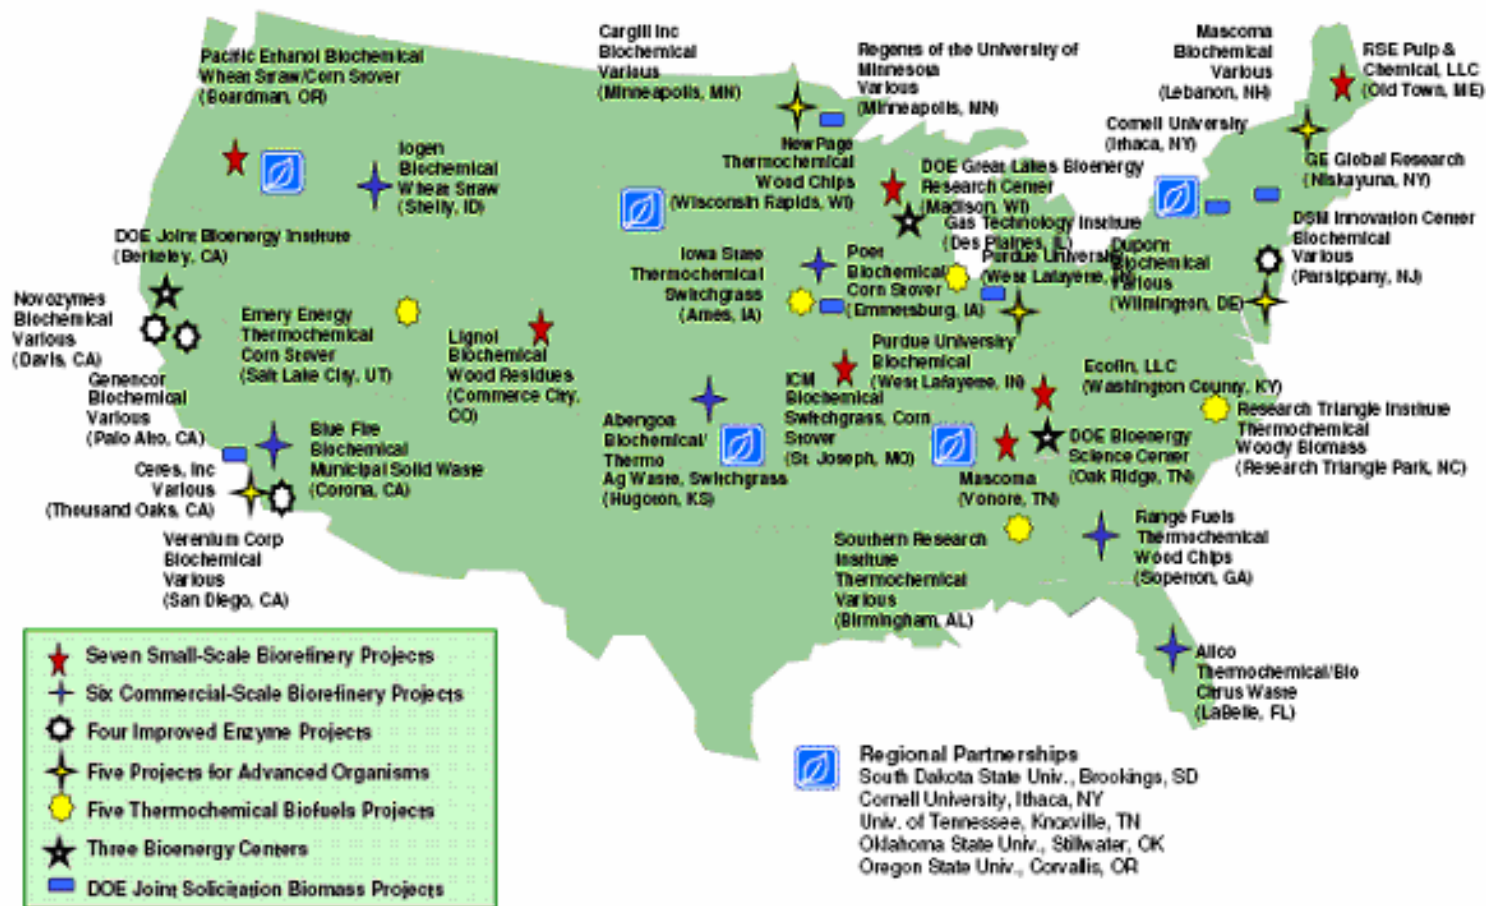 Pacific Ethanol Biochemical
Wheat Straw/Corn Stover
(Boardman, OR)
Iogen
Biochemical
Wheat Straw
(Shelly, ID)
Cargill Inc
Biochemical
Various
(Minneapolis, MN)
Regents of the University of
Minnesota
Various
(Minneapolis, MN)
Mascoma
Biochemical
Various
(Lebanon, NH)
RSE Pulp &
Chemical, LLC
(Old Town, ME)
Cornell University
(Ithaca, NY)
GE Global Research
(Niskayuna, NY)
NewPage
Thermochemical
Wood Chips
(Wisconsin Rapids, WI)
DOE Great Lakes Bioenergy
Research Center
(Madison, WI)
Gas Technology Institute
(Des Plaines, IL)
Purdue University
(West Lafayette, IN)
Dupont
Biochemical
Various
(Wilmington, DE)
DSM Innovation Center
Biochemical
Various
(Parsippany, NJ)
DOE Joint Bioenergy Institute
(Berkeley, CA)
Novozymes
Biochemical
Various
(Davis, CA)
Emery Energy
Thermochemical
Corn Stover
(Salt Lake City, UT)
Lignol
Biochemical
Wood Residues
(Commerce City,
CO)
Iowa State
Thermochemical
Switchgrass
(Ames, IA)
Poet
Biochemical
Corn Stover
(Emmetsburg, IA)
Purdue University
Biochemical
(West Lafayette, IN)
Ecofin, LLC
(Washington County, KY)
Genencor
Biochemical
Various
(Palo Alto, CA)
Blue Fire
Biochemical
Municipal Solid Waste
(Corona, CA)
Abengoa
Biochemical/
Thermo
Ag Waste, Switchgrass
(Hugoton, KS)
ICM
Biochemical
Switchgrass, Corn
Stover
(St. Joseph, MO)
Research Triangle Institute
Thermochemical
Woody Biomass
(Research Triangle Park, NC)
DOE Bioenergy
Science Center
(Oak Ridge, TN)
Mascoma
(Vonore, TN)
Ceres, Inc
Various
(Thousand Oaks, CA)
Verenium Corp
Biochemical
Various
(San Diego, CA)
Southern Research
Institute
Thermochemical
Various
(Birmingham, AL)
Range Fuels
Thermochemical
Wood Chips
(Soperton, GA)
Alico
Thermochemical/Bio
Citrus Waste
(LaBelle, FL)
Seven Small-Scale Biorefinery Projects
Six Commercial-Scale Biorefinery Projects
Four Improved Enzyme Projects
Five Projects for Advanced Organisms
Five Thermochemical Biofuels Projects
Three Bioenergy Centers
DOE Joint Solicitation Biomass Projects
Regional Partnerships
South Dakota State Univ., Brookings, SD
Cornell University, Ithaca, NY
Univ. of Tennessee, Knoxville, TN
Oklahoma State Univ., Stillwater, OK
Oregon State Univ., Corvallis, OR